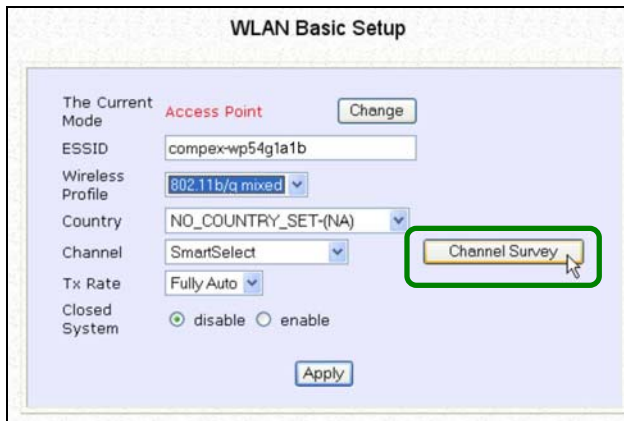 WLAN Basic Setup
The Current Mode Access Point Change
ESSID compex-wp54g1a1b
Wireless Profile 802.11b/g mixed
Country NO_COUNTRY_SET-(NA)
Channel SmartSelect Channel Survey
Tx Rate Fully Auto
Closed System disable enable
Apply